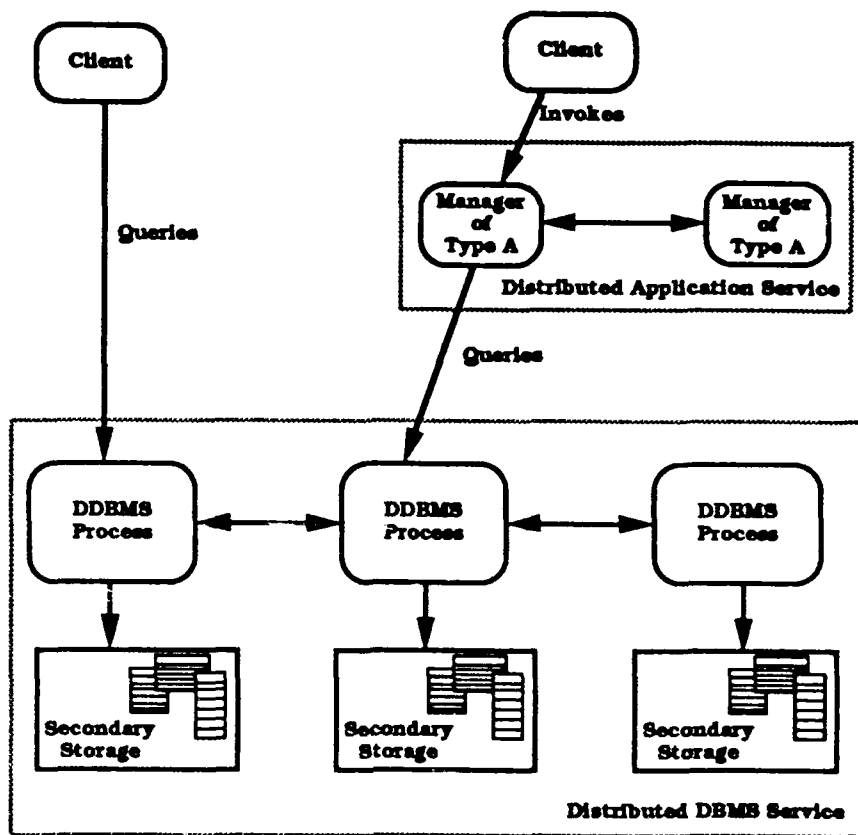 Client
Client
Invokes
Manager
of
Type A
Manager
of
Type A
Queries
Distributed Application Service
Queries
DDBMS
Process
DDBMS
Process
DDBMS
Process
Secondary
Storage
Secondary
Storage
Secondary
Storage
Distributed DBMS Service